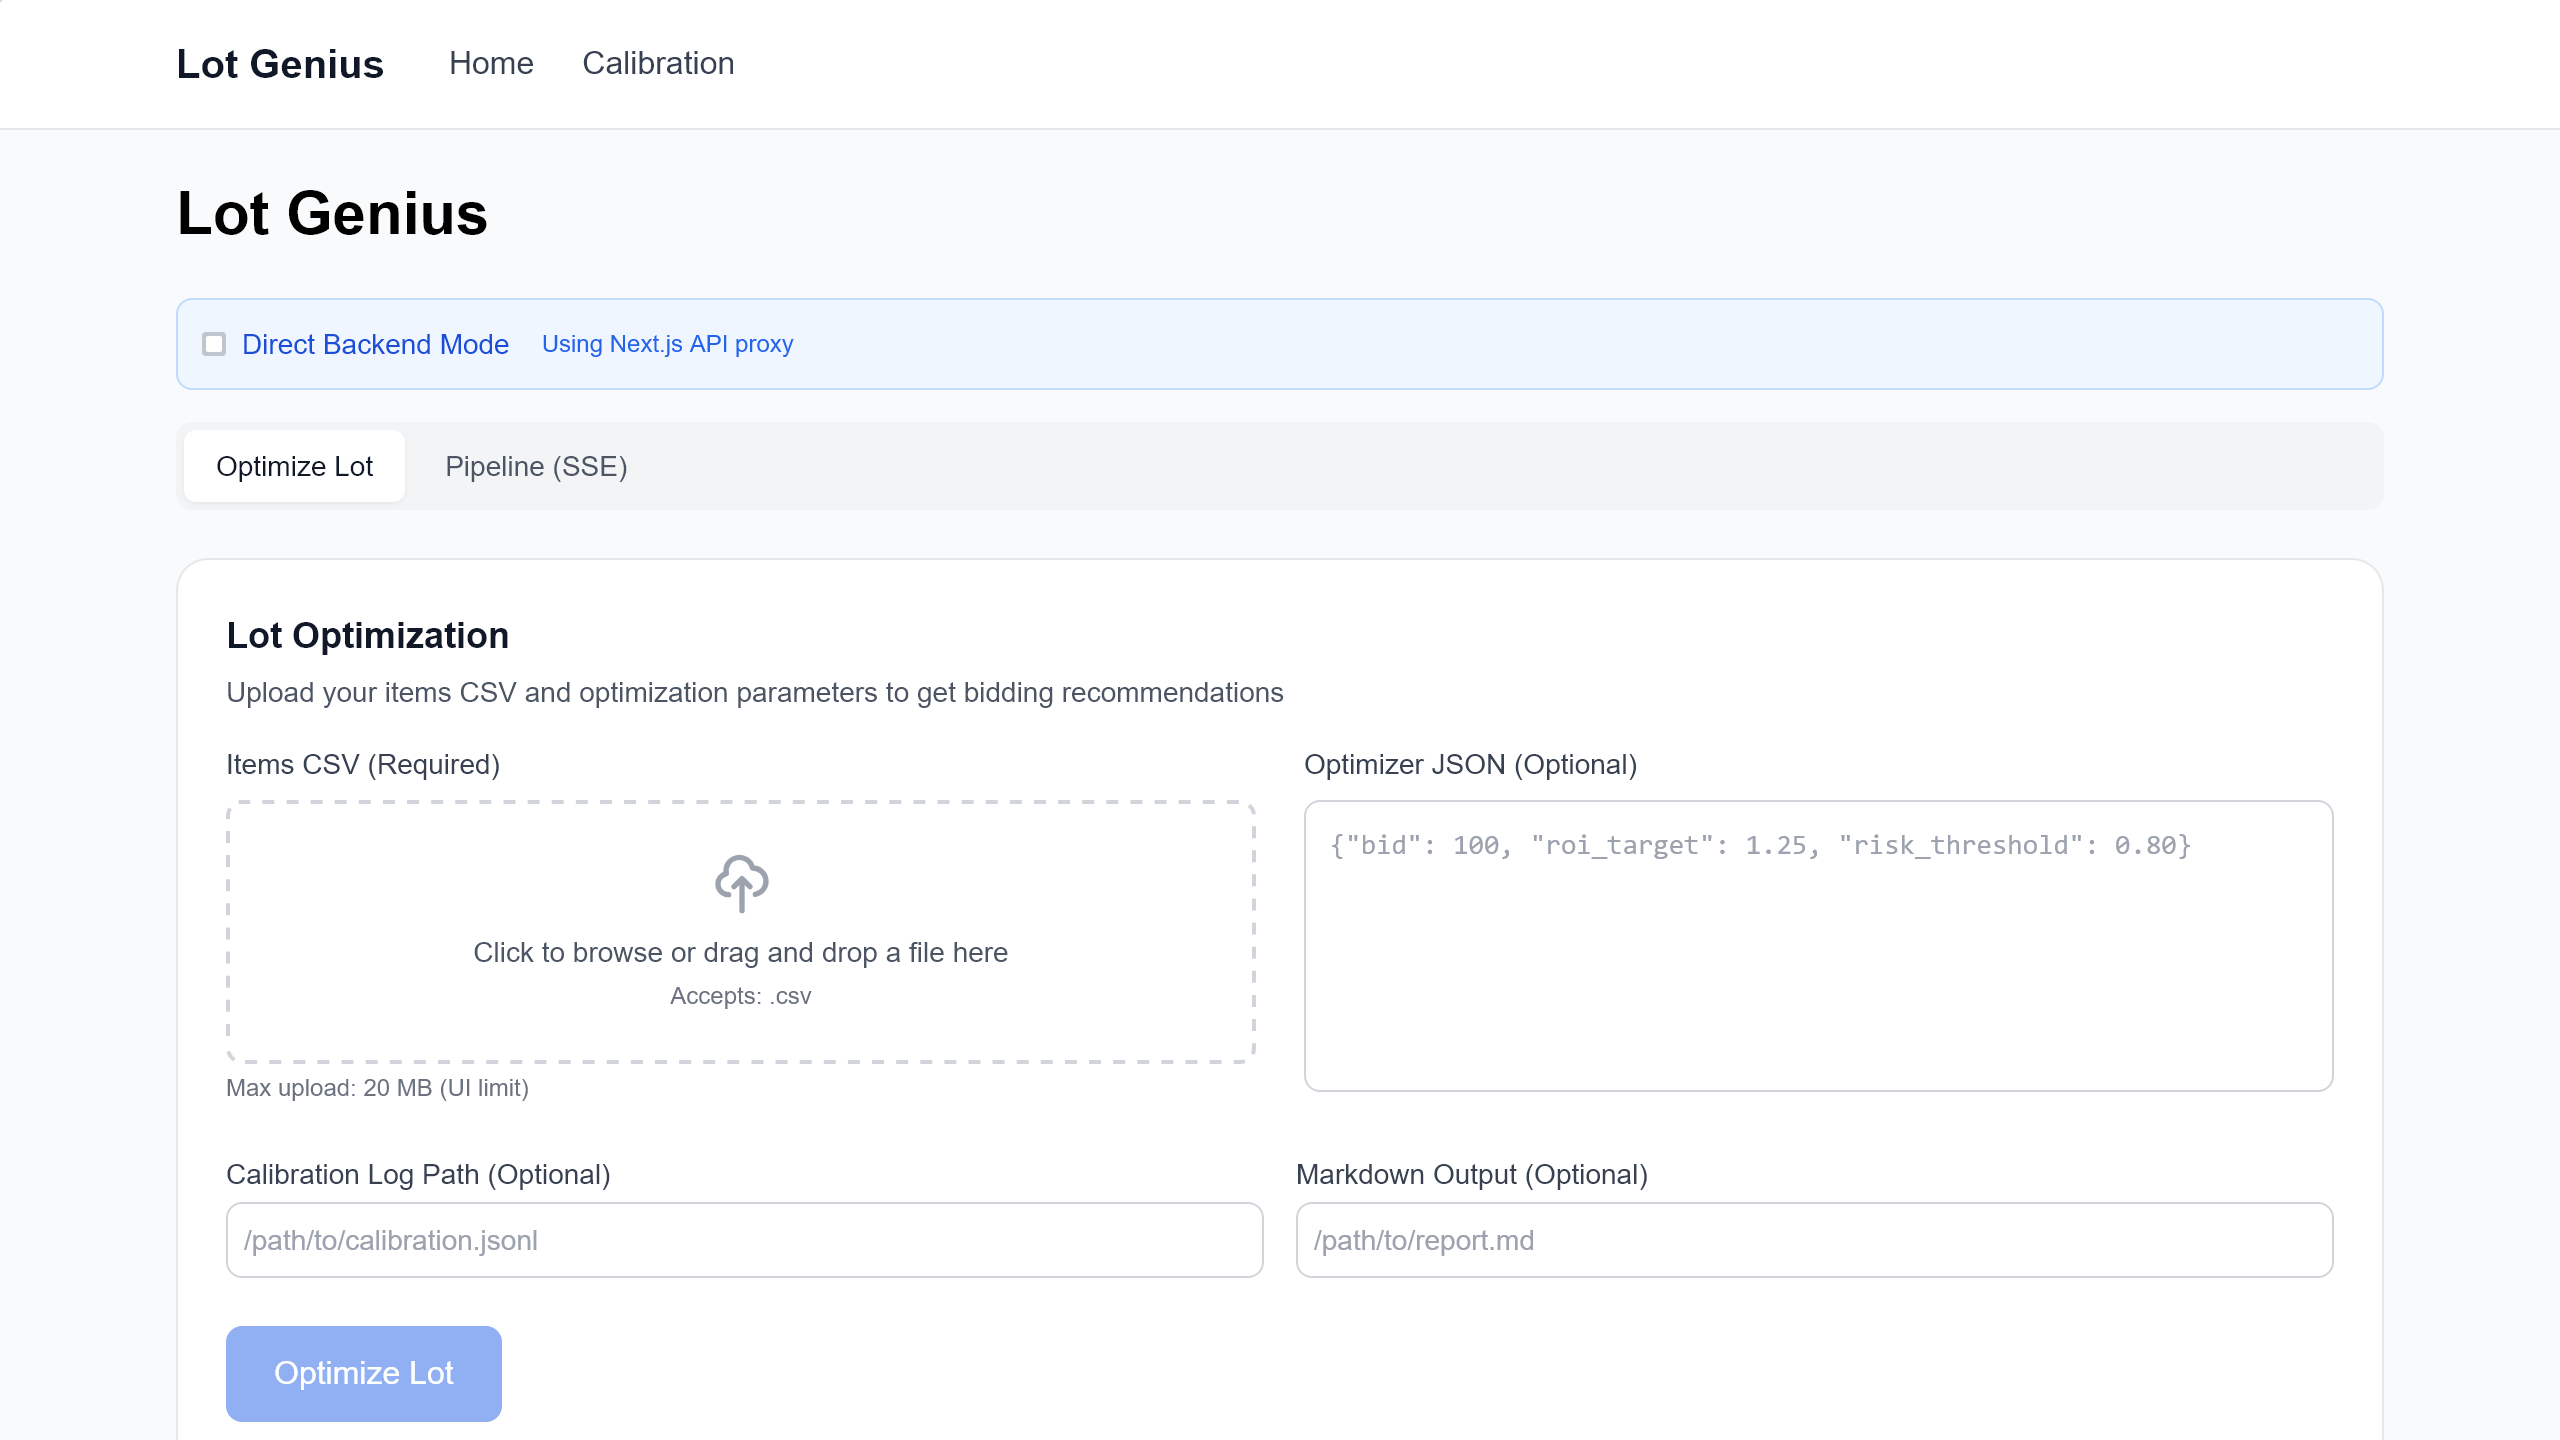 Lot Genius Home Calibration
Lot Genius
Direct Backend Mode Using Next.js API proxy
Optimize Lot Pipeline (SSE)
Lot Optimization
Upload your items CSV and optimization parameters to get bidding recommendations
Items CSV (Required)
Click to browse or drag and drop a file here
Accepts: .csv
Max upload: 20 MB (UI limit)
Optimizer JSON (Optional)
{"bid": 100, "roi_target": 1.25, "risk_threshold": 0.80}
Calibration Log Path (Optional)
/path/to/calibration.jsonl
Markdown Output (Optional)
/path/to/report.md
Optimize Lot